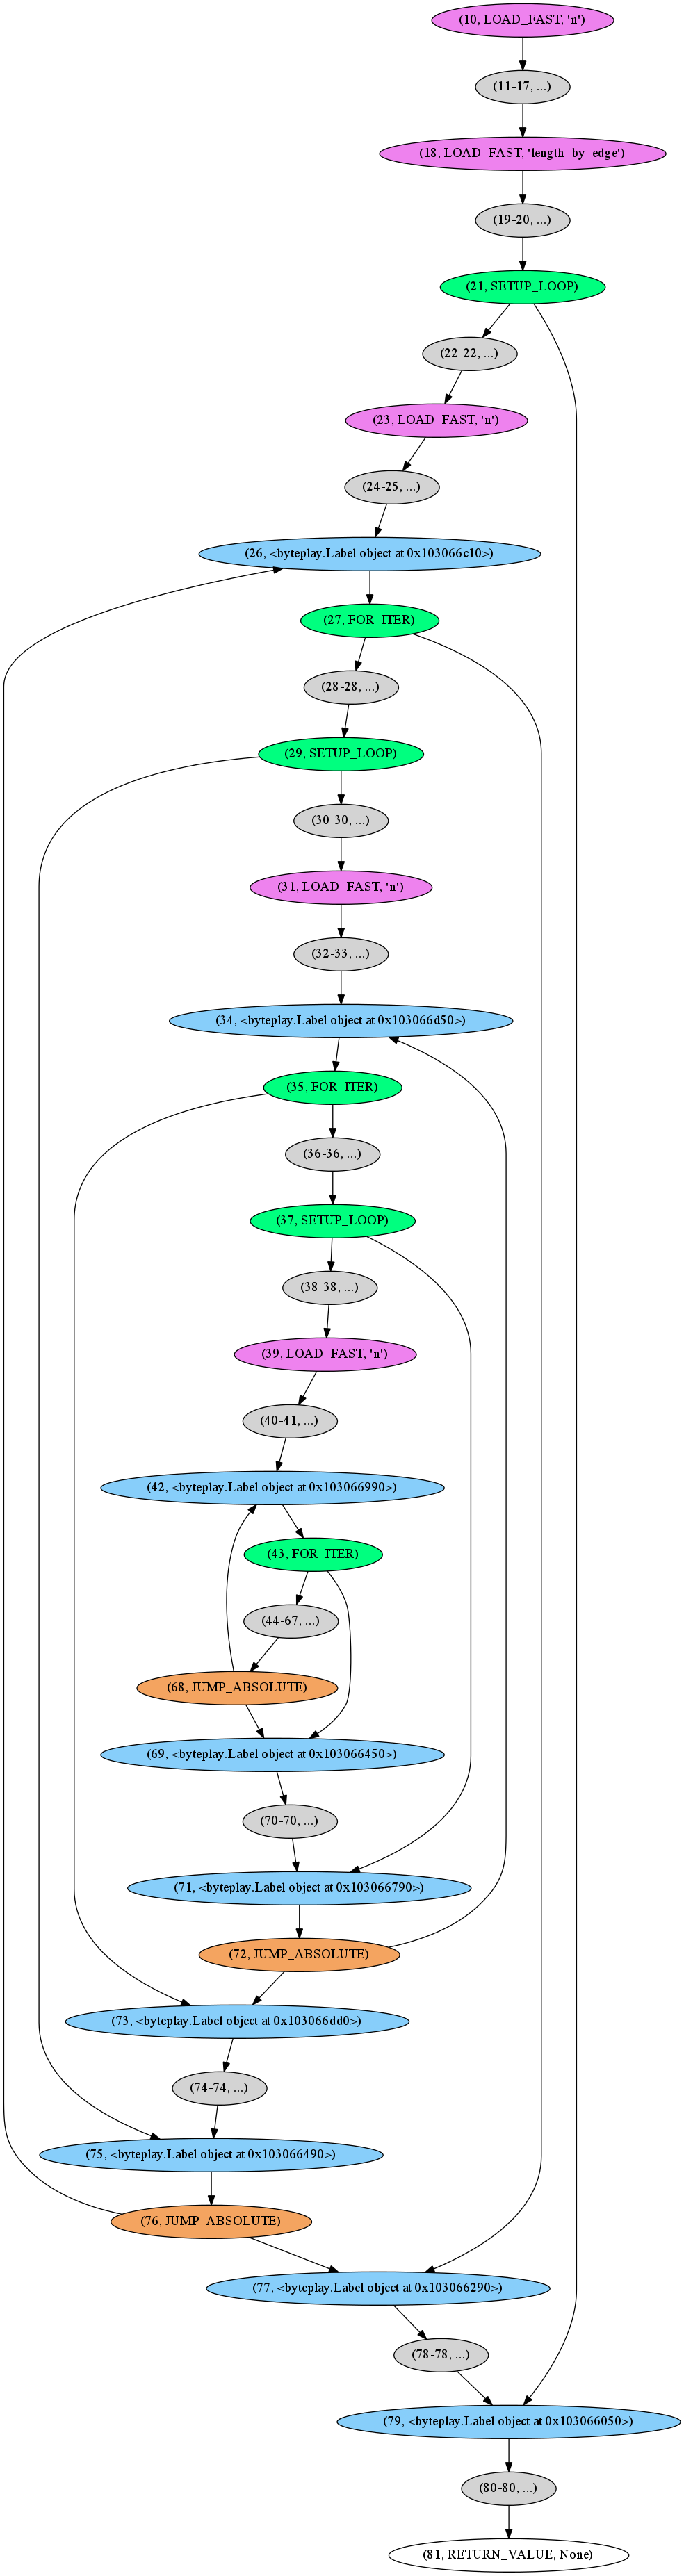 (10, LOAD_FAST, 'n')
(11-17, ...)
(18, LOAD_FAST, 'length_by_edge')
(19-20, ...)
(21, SETUP_LOOP)
(22-22, ...)
(23, LOAD_FAST, 'n')
(24-25, ...)
(26, <byteplay.Label object at 0x103066c10>)
(27, FOR_ITER)
(28-28, ...)
(29, SETUP_LOOP)
(30-30, ...)
(31, LOAD_FAST, 'n')
(32-33, ...)
(34, <byteplay.Label object at 0x103066d50>)
(35, FOR_ITER)
(36-36, ...)
(37, SETUP_LOOP)
(38-38, ...)
(39, LOAD_FAST, 'n')
(40-41, ...)
(42, <byteplay.Label object at 0x103066990>)
(43, FOR_ITER)
(44-67, ...)
(68, JUMP_ABSOLUTE)
(69, <byteplay.Label object at 0x103066450>)
(70-70, ...)
(71, <byteplay.Label object at 0x103066790>)
(72, JUMP_ABSOLUTE)
(73, <byteplay.Label object at 0x103066dd0>)
(74-74, ...)
(75, <byteplay.Label object at 0x103066490>)
(76, JUMP_ABSOLUTE)
(77, <byteplay.Label object at 0x103066290>)
(78-78, ...)
(79, <byteplay.Label object at 0x103066050>)
(80-80, ...)
(81, RETURN_VALUE, None)